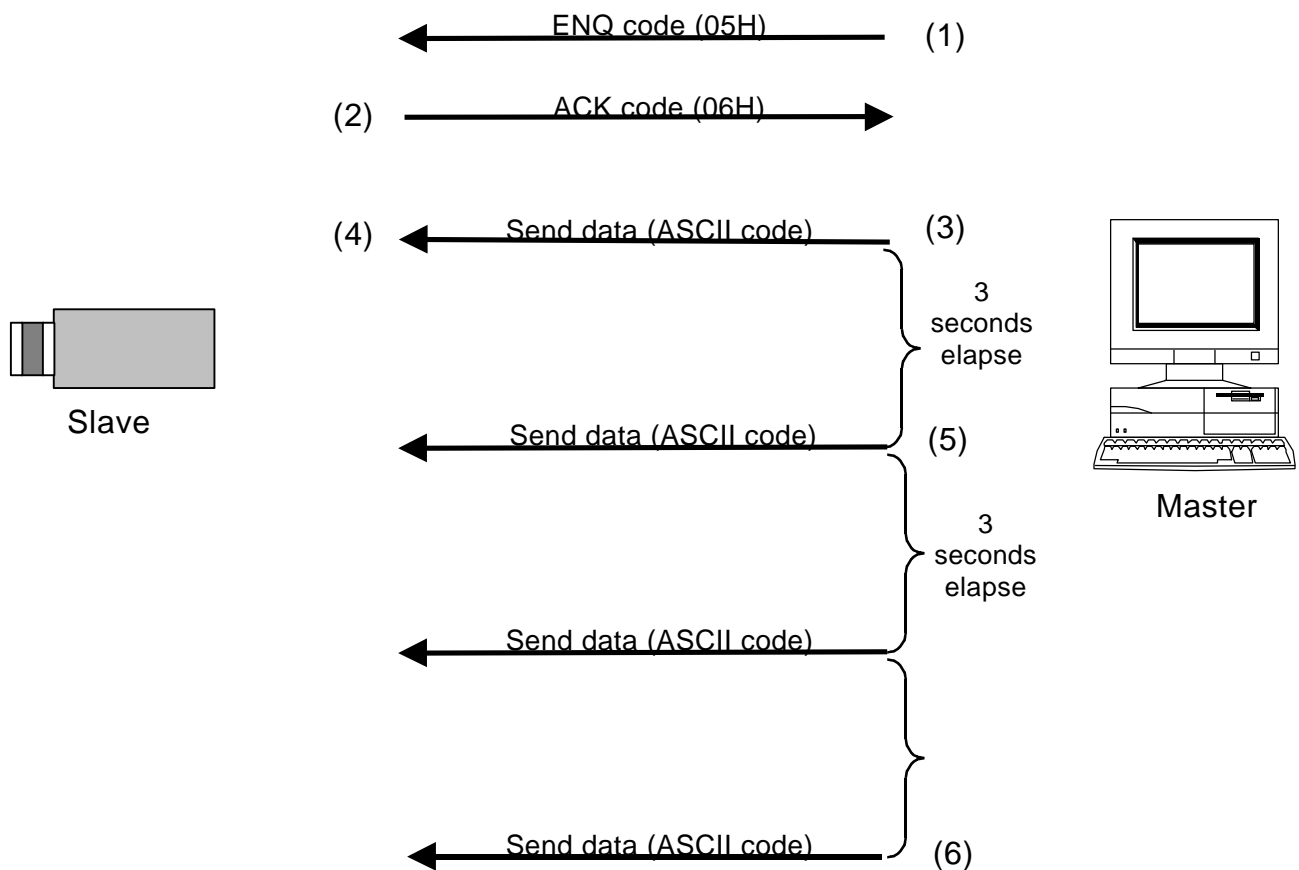 ENQ code (05H)
(1)
(2)
ACK code (06H)
(4)
Send data (ASCII code)
(3)
3
seconds
elapse
Slave
Send data (ASCII code)
(5)
Master
3
seconds
elapse
Send data (ASCII code)
Send data (ASCII code)
(6)